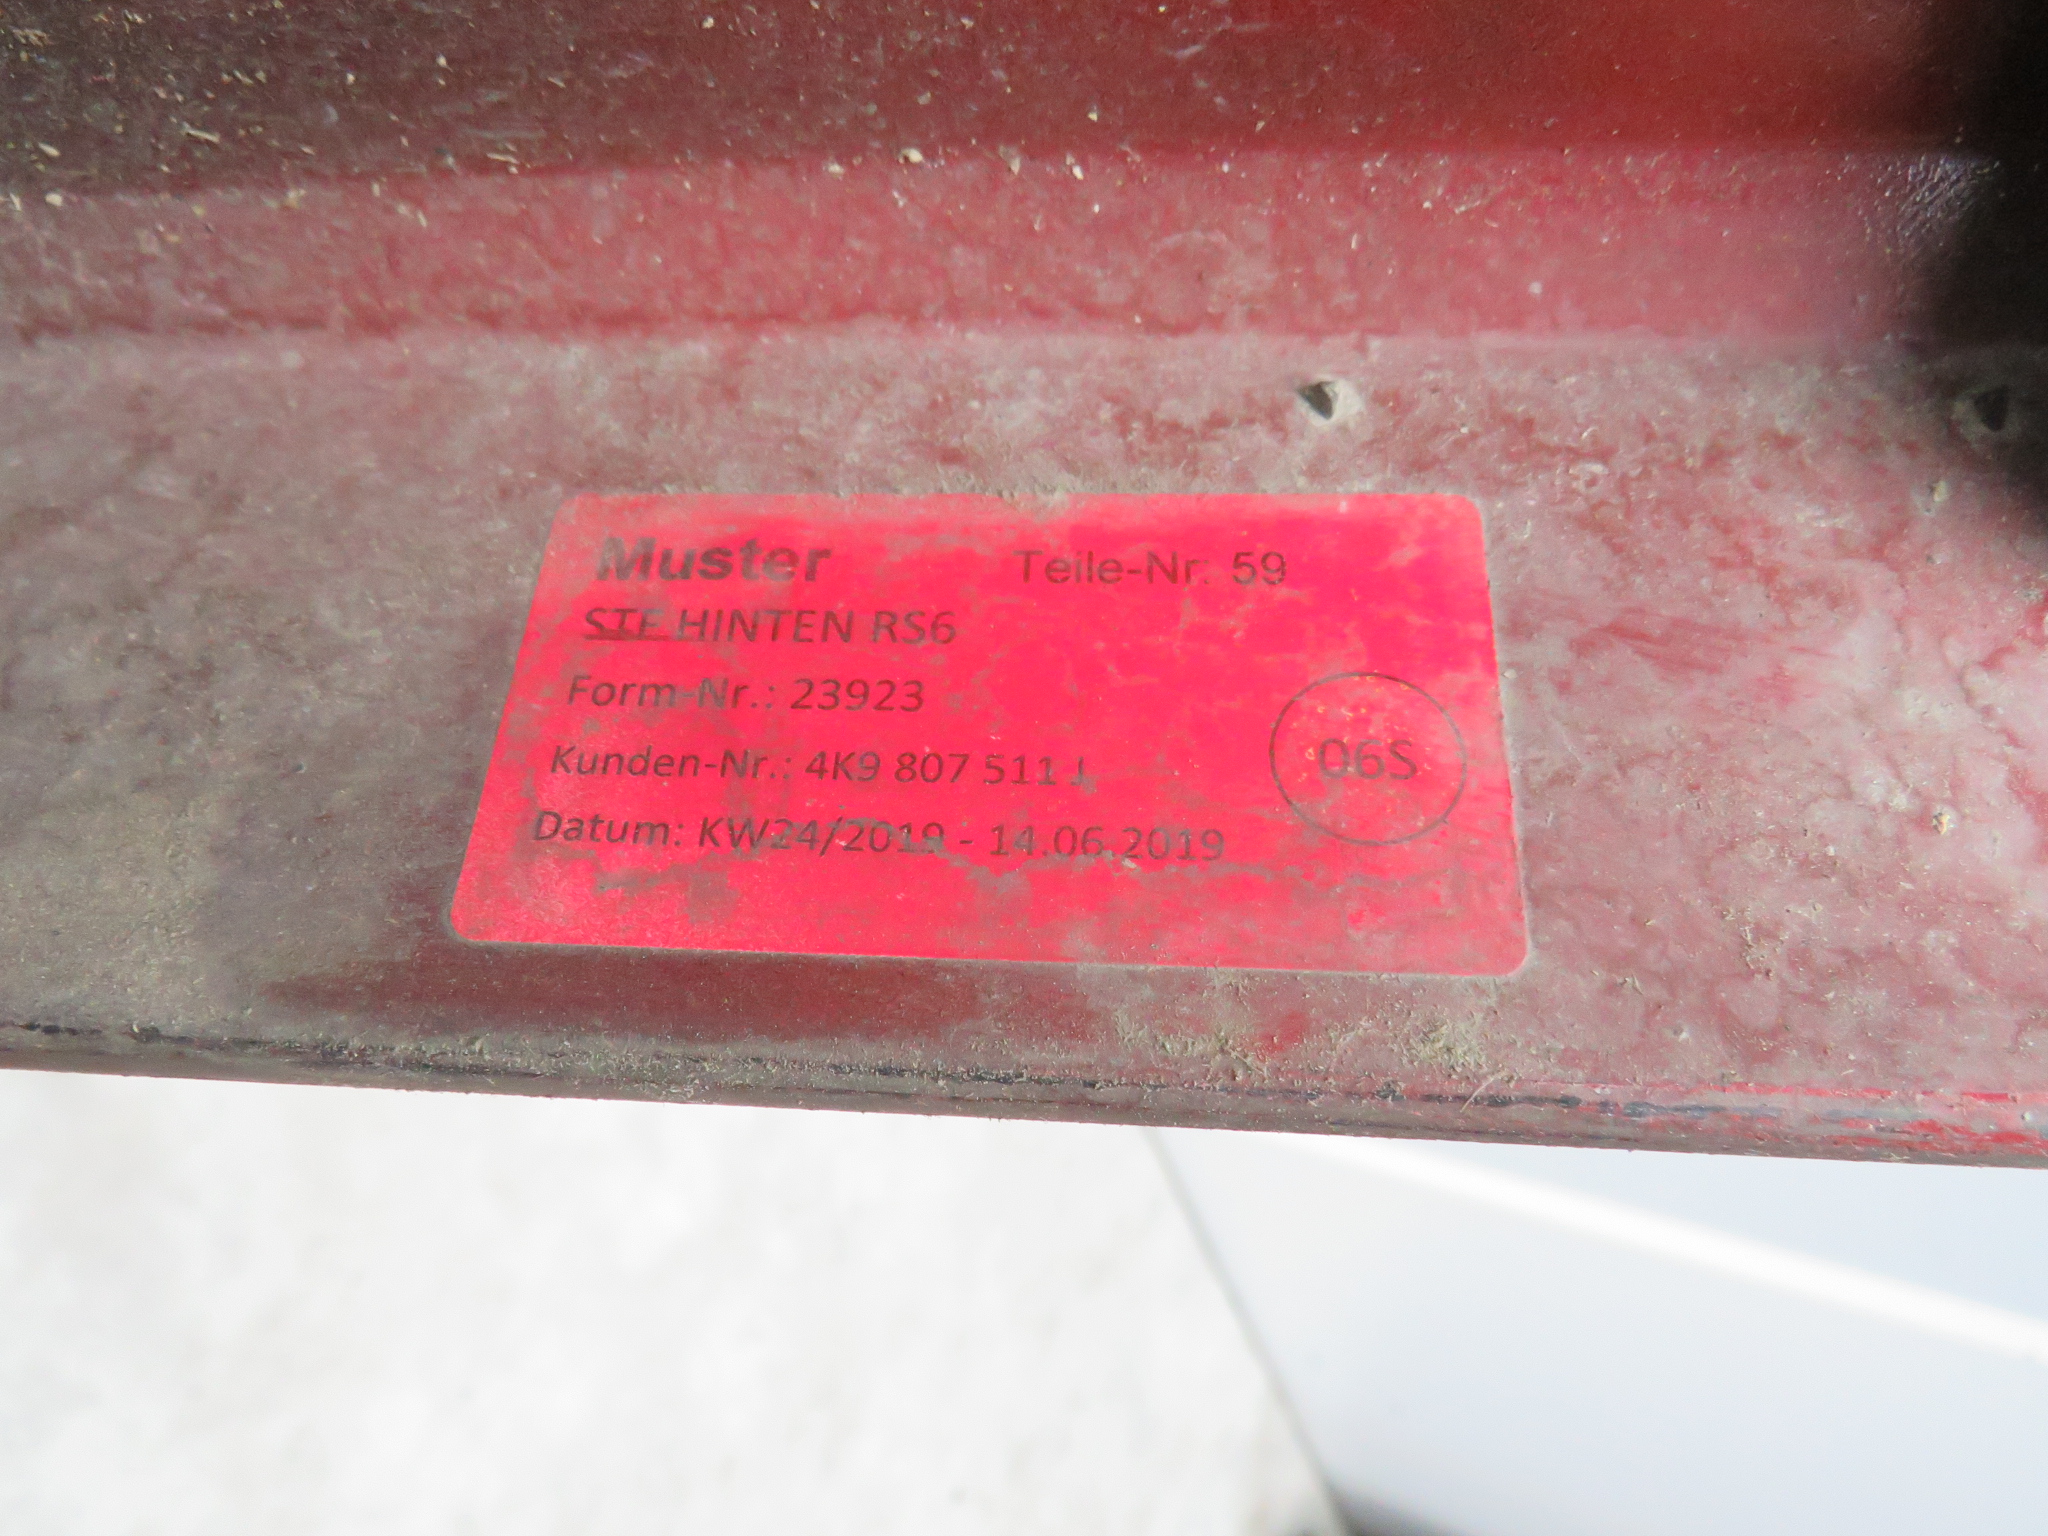 Muster Teile-Nr. 59
STF HINTEN RS6
Form-Nr.: 23923
Kunden-Nr.: 4K9 807 511 J
06S
Datum: KW24/2019 - 14.06.2019